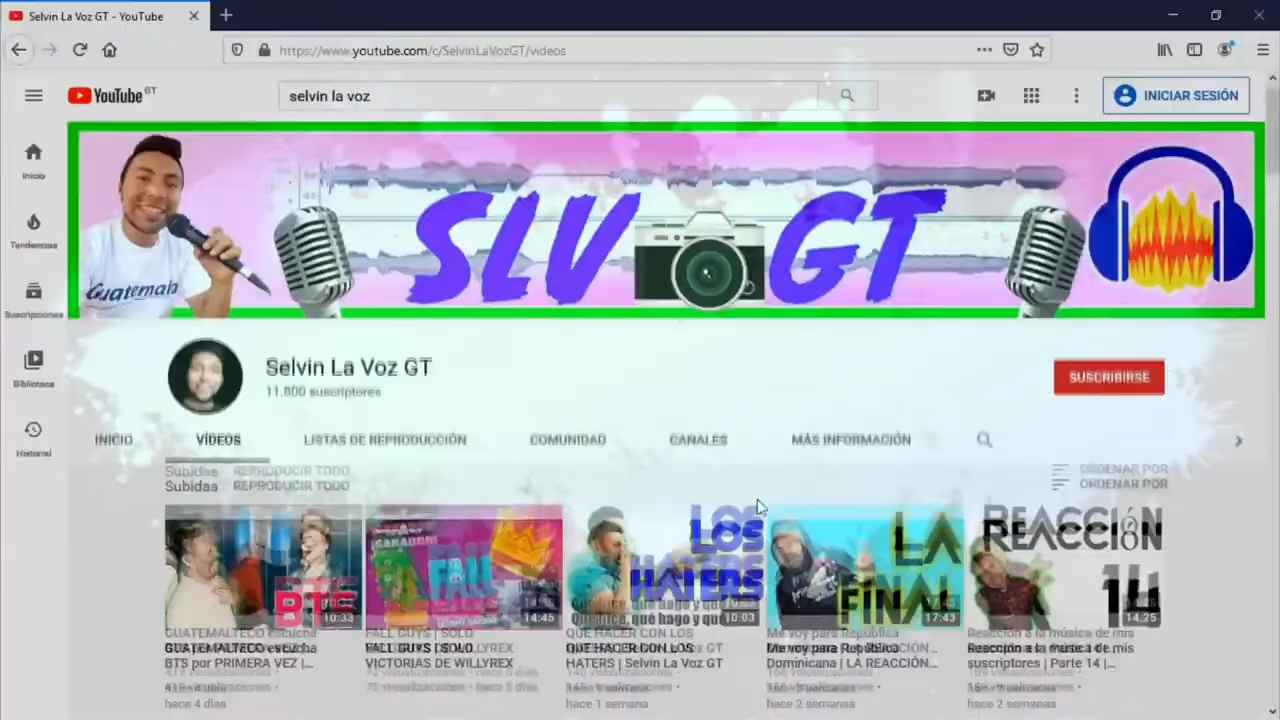 Selvin La Voz GT - YouTube
https://www.youtube.com/c/SelvinLaVozGT/videos
YouTube GT
selvin la voz
INICIAR SESIÓN
Inicio
Tendencias
Suscripciones
Biblioteca
Historial
Guatemala
SLV GT
Selvin La Voz GT
11.800 suscriptores
SUSCRIBIRSE
INICIO VÍDEOS LISTAS DE REPRODUCCIÓN COMUNIDAD CANALES MÁS INFORMACIÓN
Subidas REPRODUCIR TODO
ORDENAR POR
BTS
10:33
¡GANADOR!
FALL
14:45
LOS
HATERS
10:03
LA
FINAL
17:43
REACCIÓN
14
14:25
GUATEMALTECO escucha
BTS por PRIMERA VEZ |...
hace 4 días
FALL GUYS | SOLO
VICTORIAS DE WILLYREX
hace 5 días
QUE HACER CON LOS
HATERS | Selvin La Voz GT
hace 1 semana
Me voy para República
Dominicana | LA REACCIÓN...
hace 2 semanas
Reacción a la música de mis
suscriptores | Parte 14 |...
hace 2 semanas